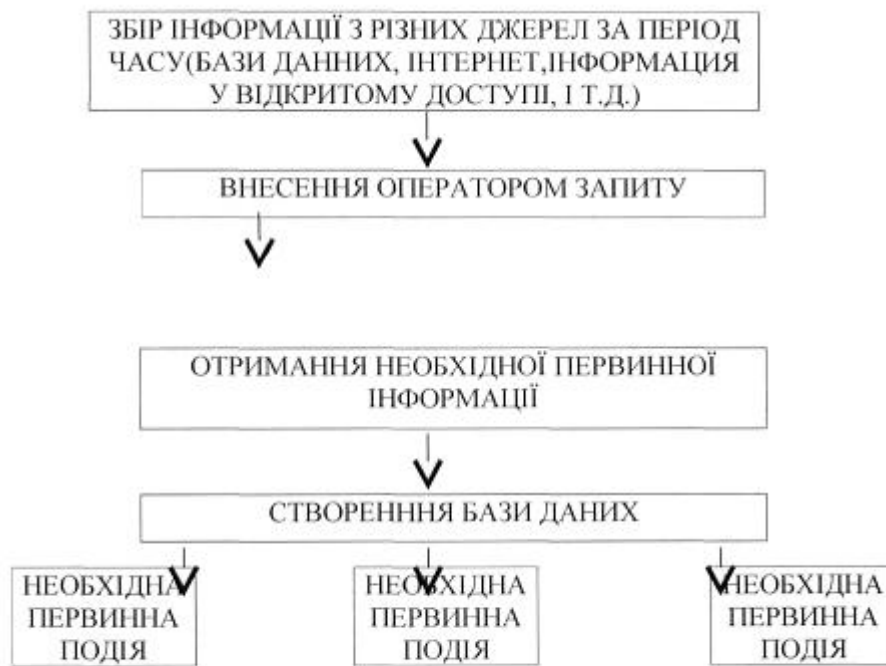 ЗБІР ІНФОРМАЦІЇ З РІЗНИХ ДЖЕРЕЛ ЗА ПЕРІОД
ЧАСУ(БАЗИ ДАННИХ, ІНТЕРНЕТ,ІНФОРМАЦИЯ
У ВІДКРИТОМУ ДОСТУПІ, І Т.Д.)
ВНЕСЕННЯ ОПЕРАТОРОМ ЗАПИТУ
ОТРИМАННЯ НЕОБХІДНОЇ ПЕРВИННОЇ
ІНФОРМАЦІЇ
СТВОРЕНННЯ БАЗИ ДАНИХ
НЕОБХІДНА
ПЕРВИННА
ПОДІЯ
НЕОБХІДНА
ПЕРВИННА
ПОДІЯ
НЕОБХІДНА
ПЕРВИННА
ПОДІЯ